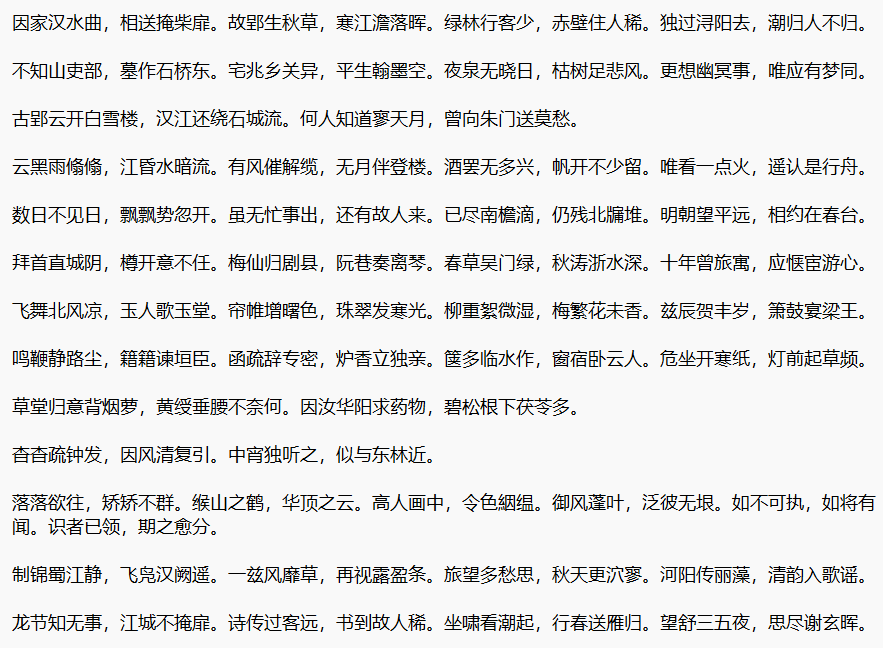 因家汉水曲，相送掩柴扉。故郢生秋草，寒江澹落晖。绿林行客少，赤壁住人稀。独过浔阳去，潮归人不归。
不知山吏部，墓作石桥东。宅兆乡关异，平生翰墨空。夜泉无晓日，枯树足悲风。更想幽冥事，唯应有梦同。
古郢云开白雪楼，汉江还绕石城流。何人知道寥天月，曾向朱门送莫愁。
云黑雨翛翛，江昏水暗流。有风催解缆，无月伴登楼。酒罢无多兴，帆开不少留。唯看一点火，遥认是行舟。
数日不见日，飘飘势忽开。虽无忙事出，还有故人来。已尽南檐滴，仍残北牖堆。明朝望平远，相约在春台。
拜首直城阴，樽开意不任。梅仙归剧县，阮巷奏离琴。春草吴门绿，秋涛浙水深。十年曾旅寓，应惬宦游心。
飞舞北风凉，玉人歌玉堂。帘帷增曙色，珠翠发寒光。柳重絮微湿，梅繁花未香。兹辰贺丰岁，箫鼓宴梁王。
鸣鞭静路尘，籍籍谏垣臣。函疏辞专密，炉香立独亲。箧多临水作，窗宿卧云人。危坐开寒纸，灯前起草频。
草堂归意背烟萝，黄绶垂腰不奈何。因汝华阳求药物，碧松根下茯苓多。
杳杳疏钟发，因风清复引。中宵独听之，似与东林近。
落落欲往，矫矫不群。缑山之鹤，华顶之云。高人画中，令色絪缊。御风蓬叶，泛彼无垠。如不可执，如将有
闻。识者已领，期之愈分。
制锦蜀江静，飞凫汉阙遥。一兹风靡草，再视露盈条。旅望多愁思，秋天更泬寥。河阳传丽藻，清韵入歌谣。
龙节知无事，江城不掩扉。诗传过客远，书到故人稀。坐啸看潮起，行春送雁归。望舒三五夜，思尽谢玄晖。